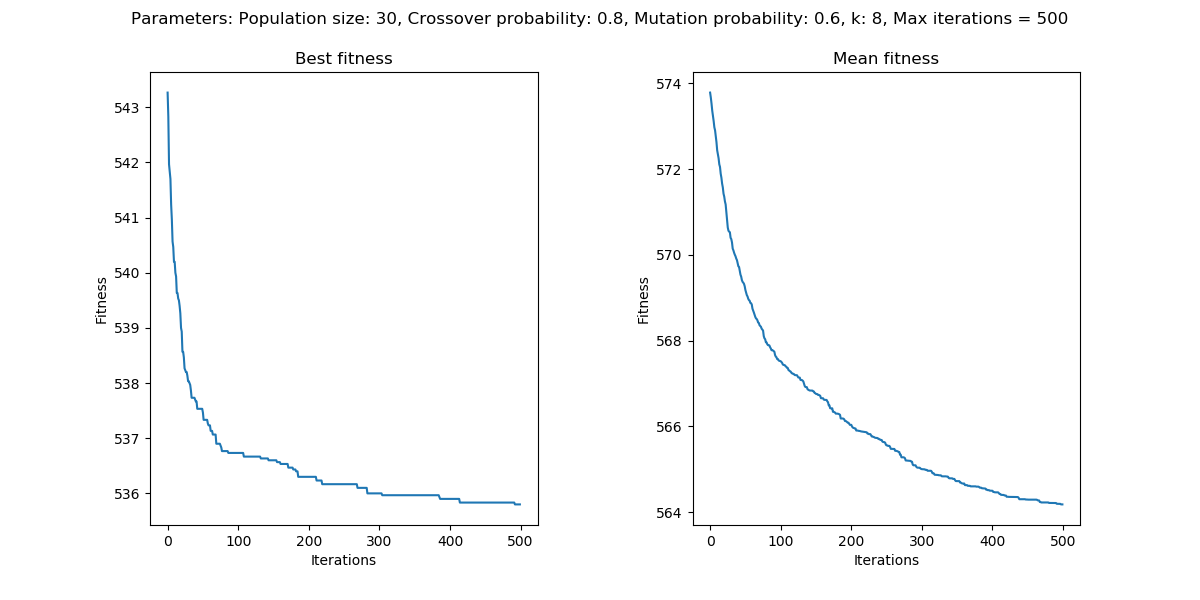 Parameters: Population size: 30, Crossover probability: 0.8, Mutation probability: 0.6, k: 8, Max iterations = 500
Best fitness
543
542
541
540
539
538
537
536
Fitness
0 100 200 300 400 500
Iterations
Mean fitness
574
572
570
568
566
564
Fitness
0 100 200 300 400 500
Iterations